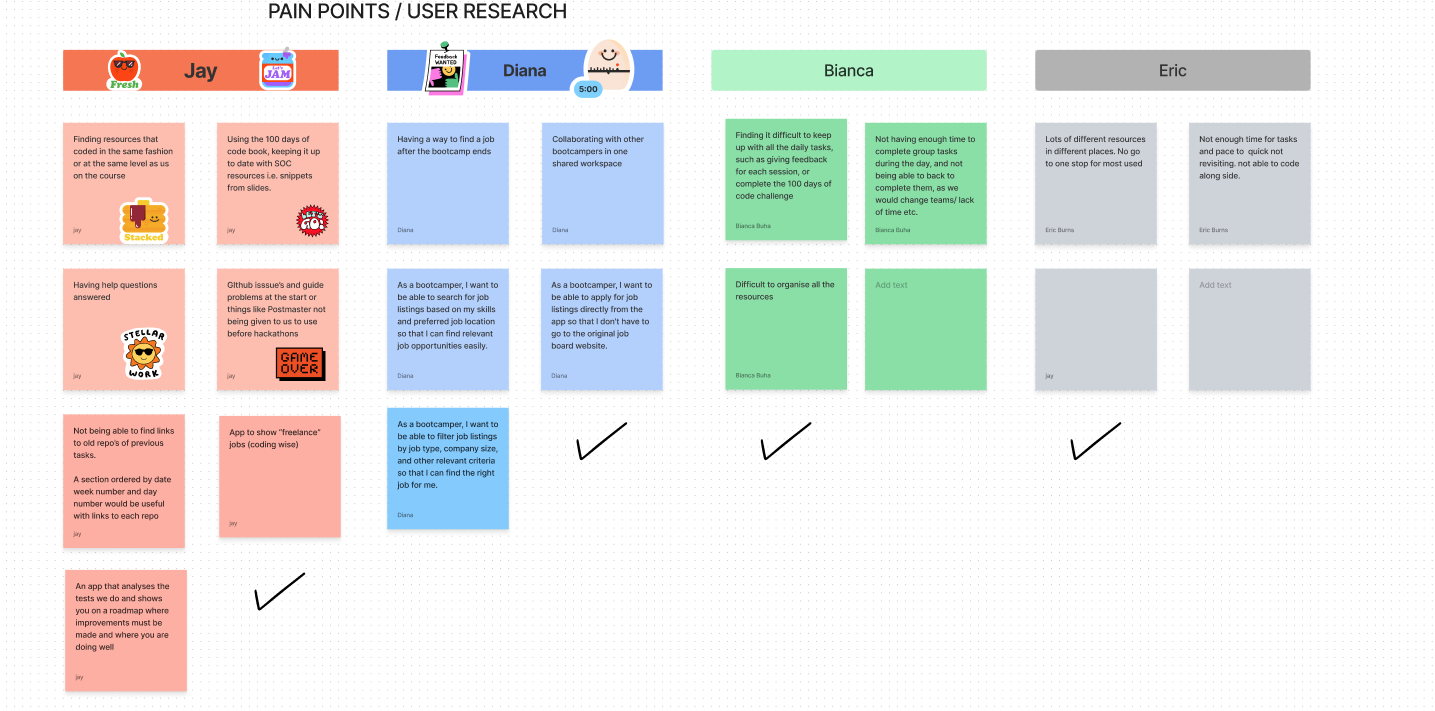 PAIN POINTS / USER RESEARCH
Fresh
Jay
Let's
JAM
Feedback
WANTED
Diana
5:00
Bianca
Eric
Finding resources that
coded in the same fashion
or at the same level as us
on the course
Stacked
jay
Using the 100 days of
code book, keeping it up
to date with SOC
resources i.e. snippets
from slides.
LET'S
GO!
jay
Having a way to find a job
after the bootcamp ends
Diana
Collaborating with other
bootcampers in one
shared workspace
Diana
Finding it difficult to keep
up with all the daily tasks,
such as giving feedback
for each session, or
complete the 100 days of
code challenge
Bianca Buha
Not having enough time to
complete group tasks
during the day, and not
being able to back to
complete them, as we
would change teams/ lack
of time etc.
Bianca Buha
Lots of different resources
in different places. No go
to one stop for most used
Eric Burns
Not enough time for tasks
and pace to quick not
revisiting. not able to code
along side.
Eric Burns
Having help questions
answered
STELLAR
WORK
jay
GIthub isssue's and guide
problems at the start or
things like Postmaster not
being given to us to use
before hackathons
GAME
OVER
jay
As a bootcamper, I want to
be able to search for job
listings based on my skills
and preferred job location
so that I can find relevant
job opportunities easily.
Diana
As a bootcamper, I want to
be able to apply for job
listings directly from the
app so that I don't have to
go to the original job
board website.
Diana
Difficult to organise all the
resources
Bianca Buha
Add text
jay
Add text
Not being able to find links
to old repo's of previous
tasks.
A section ordered by date
week number and day
number would be useful
with links to each repo
jay
App to show "freelance"
jobs (coding wise)
jay
As a bootcamper, I want to
be able to filter job listings
by job type, company size,
and other relevant criteria
so that I can find the right
job for me.
Diana
An app that analyses the
tests we do and shows
you on a roadmap where
improvements must be
made and where you are
doing well
jay